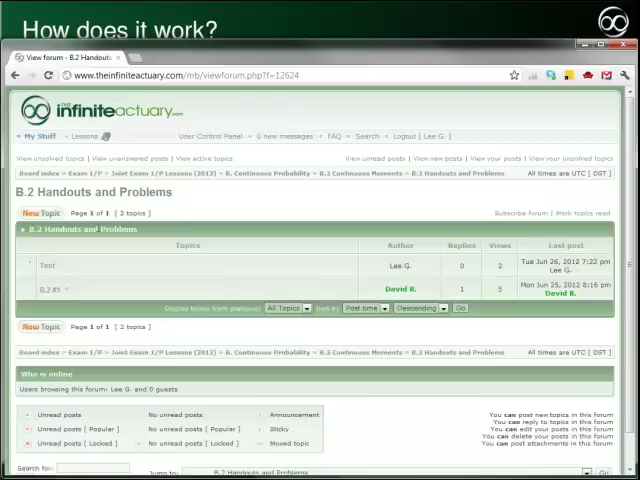 How does it work?
View forum - B.2 Handouts
www.theinfiniteactuary.com/mb/viewforum.php?f=12624
THE infiniteactuary.com
My Stuff Lessons User Control Panel 0 new messages FAQ Search Logout [ Lee G. ]
View unsolved topics | View unanswered posts | View active topics View unread posts | View new posts | View your posts | View your unsolved topics
Board index » Exam 1/P » Joint Exam 1/P Lessons (2012) » B. Continuous Probability » B.2 Continuous Moments » B.2 Handouts and Problems All times are UTC [ DST ]
B.2 Handouts and Problems
New Topic Page 1 of 1 [ 2 topics ] Subscribe forum | Mark topics read
B.2 Handouts and Problems
Topics Author Replies Views Last post
Test Lee G. 0 2 Tue Jun 26, 2012 7:22 pm
Lee G.
B.2 #1 David R. 1 5 Mon Jun 25, 2012 8:16 pm
David R.
Display topics from previous: All Topics Sort by Post time Descending Go
New Topic Page 1 of 1 [ 2 topics ]
Board index » Exam 1/P » Joint Exam 1/P Lessons (2012) » B. Continuous Probability » B.2 Continuous Moments » B.2 Handouts and Problems All times are UTC [ DST ]
Who is online
Users browsing this forum: Lee G. and 0 guests
Unread posts No unread posts Announcement You can post new topics in this forum
Unread posts [ Popular ] No unread posts [ Popular ] Sticky You can reply to topics in this forum
Unread posts [ Locked ] No unread posts [ Locked ] Moved topic You can edit your posts in this forum
You can delete your posts in this forum
You can post attachments in this forum
Search for: Jump to: B.2 Handouts and Problems Go